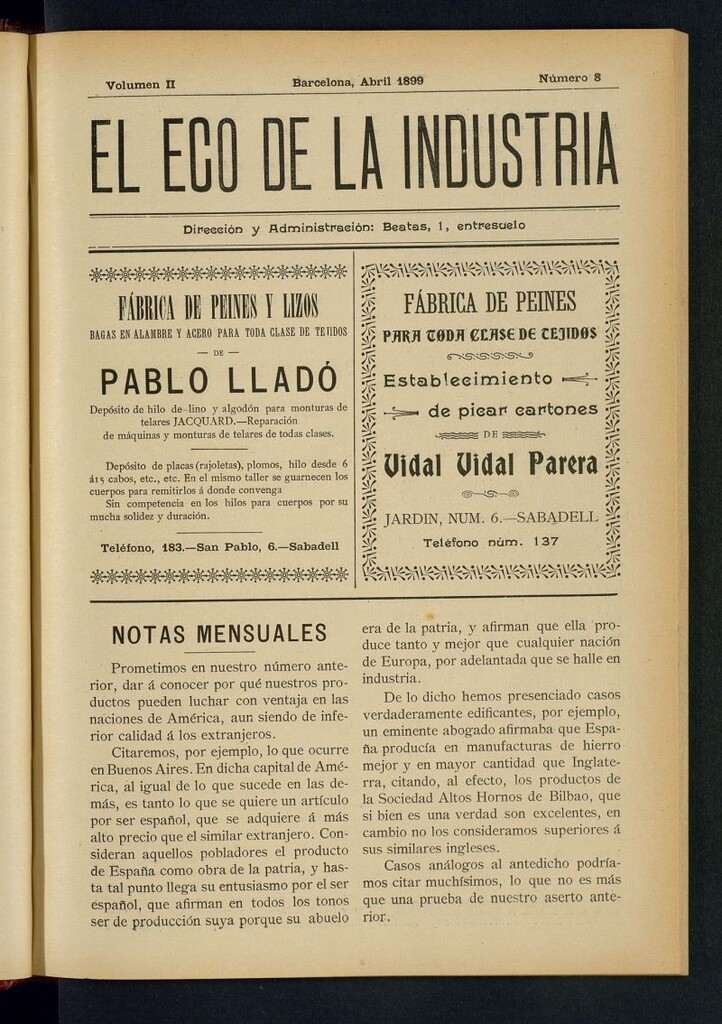 Volumen II
Barcelona, Abril 1899
Número 8
EL ECO DE LA INDUSTRIA
Dirección y Administración: Beatas, 1, entresuelo
FÁBRICA DE PEINES Y LIZOS
BAGAS EN ALAMBRE Y ACERO PARA TODA CLASE DE TEJIDOS
— DE —
PABLO LLADÓ
Depósito de hilo de lino y algodón para monturas de
telares JACQUARD.—Reparación
de máquinas y monturas de telares de todas clases.
Depósito de placas (rajoletas), plomos, hilo desde 6
á 15 cabos, etc., etc. En el mismo taller se guarnecen los
cuerpos para remitirlos á donde convenga
Sin competencia en los hilos para cuerpos por su
mucha solidez y duración.
Teléfono, 183.—San Pablo, 6.—Sabadell
FÁBRICA DE PEINES
PARA TODA CLASE DE TEJIDOS
Establecimiento
de picar cartones
DE
Vidal Vidal Parera
JARDIN, NUM. 6.—SABADELL
Teléfono núm. 137
NOTAS MENSUALES
Prometimos en nuestro número ante-
rior, dar á conocer por qué nuestros pro-
ductos pueden luchar con ventaja en las
naciones de América, aun siendo de infe-
rior calidad á los extranjeros.
Citaremos, por ejemplo, lo que ocurre
en Buenos Aires. En dicha capital de Amé-
rica, al igual de lo que sucede en las de-
más, es tanto lo que se quiere un artículo
por ser español, que se adquiere á más
alto precio que el similar extranjero. Con-
sideran aquellos pobladores el producto
de España como obra de la patria, y has-
ta tal punto llega su entusiasmo por el ser
español, que afirman en todos los tonos
ser de producción suya porque su abuelo
era de la patria, y afirman que ella pro-
duce tanto y mejor que cualquier nación
de Europa, por adelantada que se halle en
industria.
De lo dicho hemos presenciado casos
verdaderamente edificantes, por ejemplo,
un eminente abogado afirmaba que Espa-
ña producía en manufacturas de hierro
mejor y en mayor cantidad que Inglate-
rra, citando, al efecto, los productos de
la Sociedad Altos Hornos de Bilbao, que
si bien es una verdad son excelentes, en
cambio no los consideramos superiores á
sus similares ingleses.
Casos análogos al antedicho podría-
mos citar muchísimos, lo que no es más
que una prueba de nuestro aserto ante-
rior.